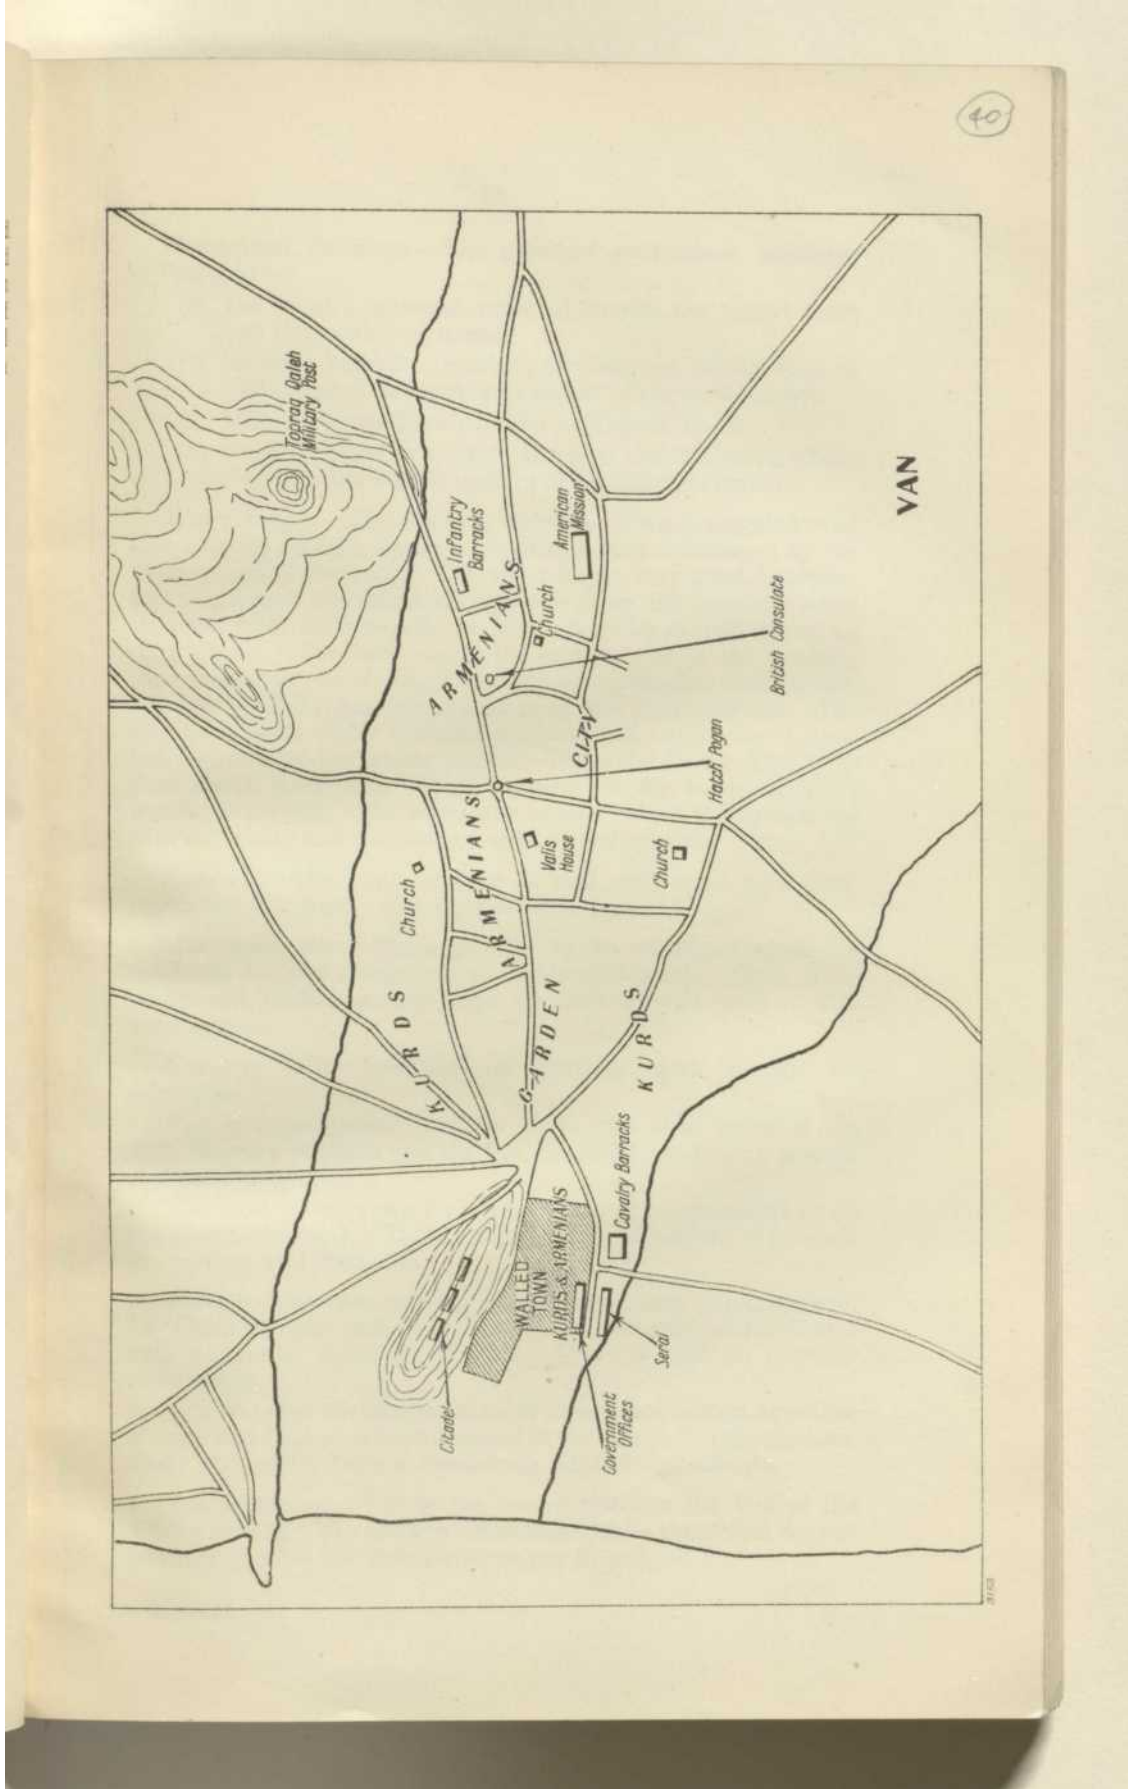 40
VAN
Topraq Qaleh
Military Post
Infantry
Barracks
American
Mission
ARMENIANS
Church
British Consulate
CITY
Hatch Pogan
ARMENIANS
Valis
House
Church
Church
KURDS
GARDEN
KURDS
Cavalry Barracks
WALLED
TOWN
KURDS & ARMENIANS
Serai
Citadel
Government
Offices